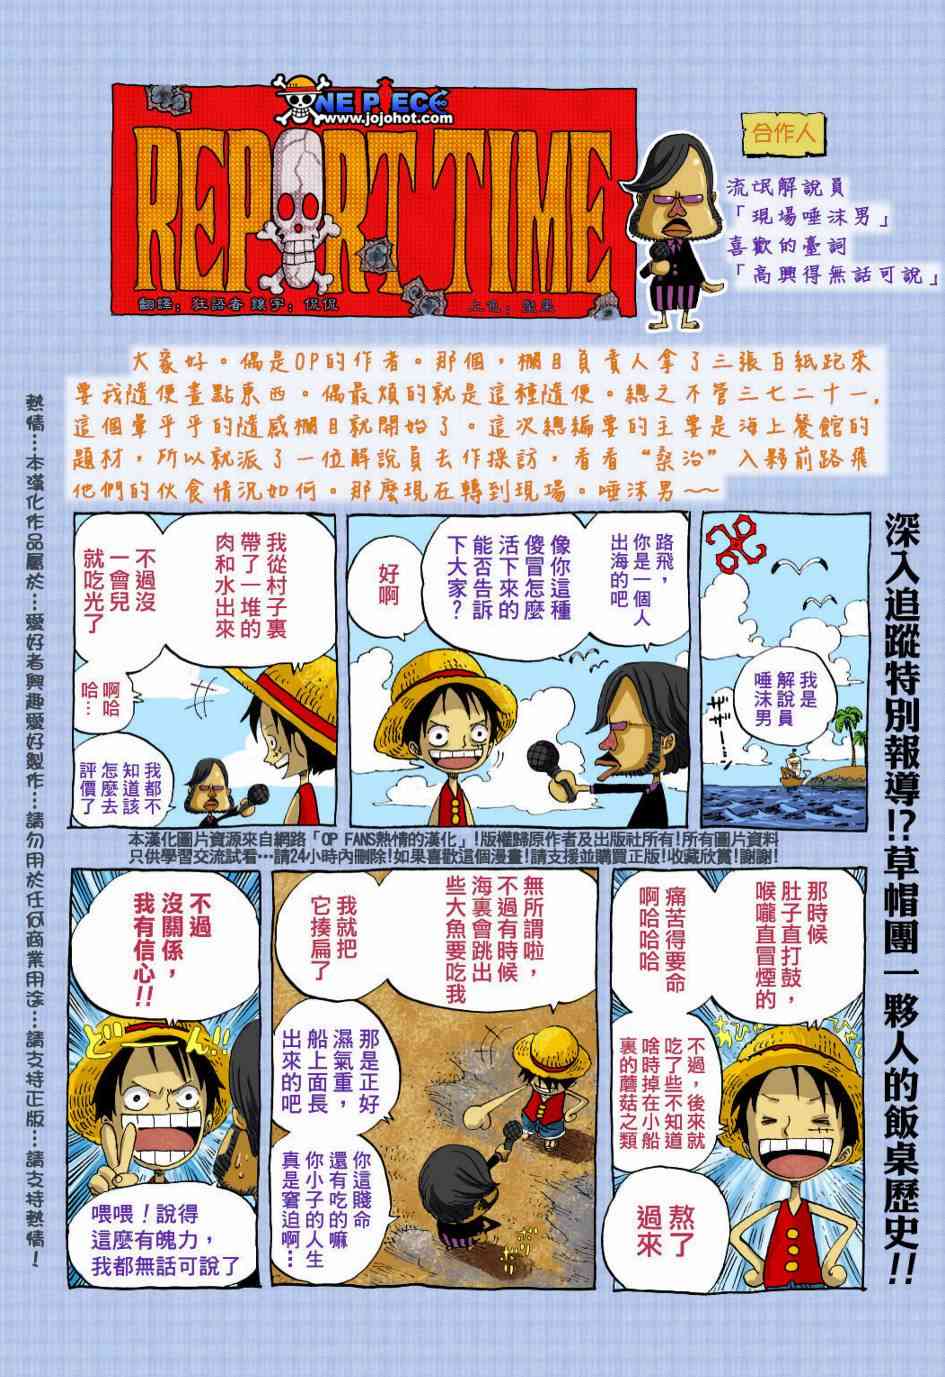 ONE PIECE
www.jojohot.com
REPORT TIME
翻譯：狂語者 鑲字：侃侃
合作人
流氓解說員
「現場唾沫男」
喜歡的臺詞
「高興得無話可說」
大家好。偶是OP的作者。那個，欄目負責人拿了三張白紙跑來
要我隨便畫點東西。偶最煩的就是這種隨便。總之不管三七二十一，
這個暈乎乎的隨感欄目就開始了。這次總編要的主要是海上餐館的
題材，所以就派了一位解說員去作採訪，看看“桑治”入夥前路飛
他們的伙食情況如何。那麼現在轉到現場。唾沫男～～
深入追蹤特別報導!?草帽團一夥人的飯桌歷史!!
我是
解說員
唾沫男
路飛，
你是一個人
出海的吧
像你這種
傻冒怎麼
活下來的
能否告訴
下大家？
好啊
我從村子裏
帶了一堆的
肉和水出來
不過沒
一會兒
就吃光了
啊哈
哈…
我都不
知道該
怎麼去
評價了
本漢化圖片資源來自網路「OP FANS熱情的漢化」!版權歸原作者及出版社所有!所有圖片資料
只供學習交流試看…請24小時內刪除!如果喜歡這個漫畫!請支援並購買正版!收藏欣賞!謝謝!
那時候
肚子直打鼓，
喉嚨直冒煙的
痛苦得要命
啊哈哈哈
不過，後來就
吃了些不知道
啥時掉在小船
裏的蘑菇之類
熬了
過來
無所謂啦，
不過有時候
海裏會跳出
些大魚要吃我
我就把
它揍扁了
那是正好
濕氣重，
船上面長
出來的吧
你這賤命
還有吃的嘛
你小子的人生
真是窘迫啊…
不過
沒關係，
我有信心!!
どーん!!
喂喂！說得
這麼有魄力，
我都無話可說了
熱情…本漢化作品屬於…愛好者興趣愛好製作…請勿用於任何商業用途…請支持正版…請支持熱情！